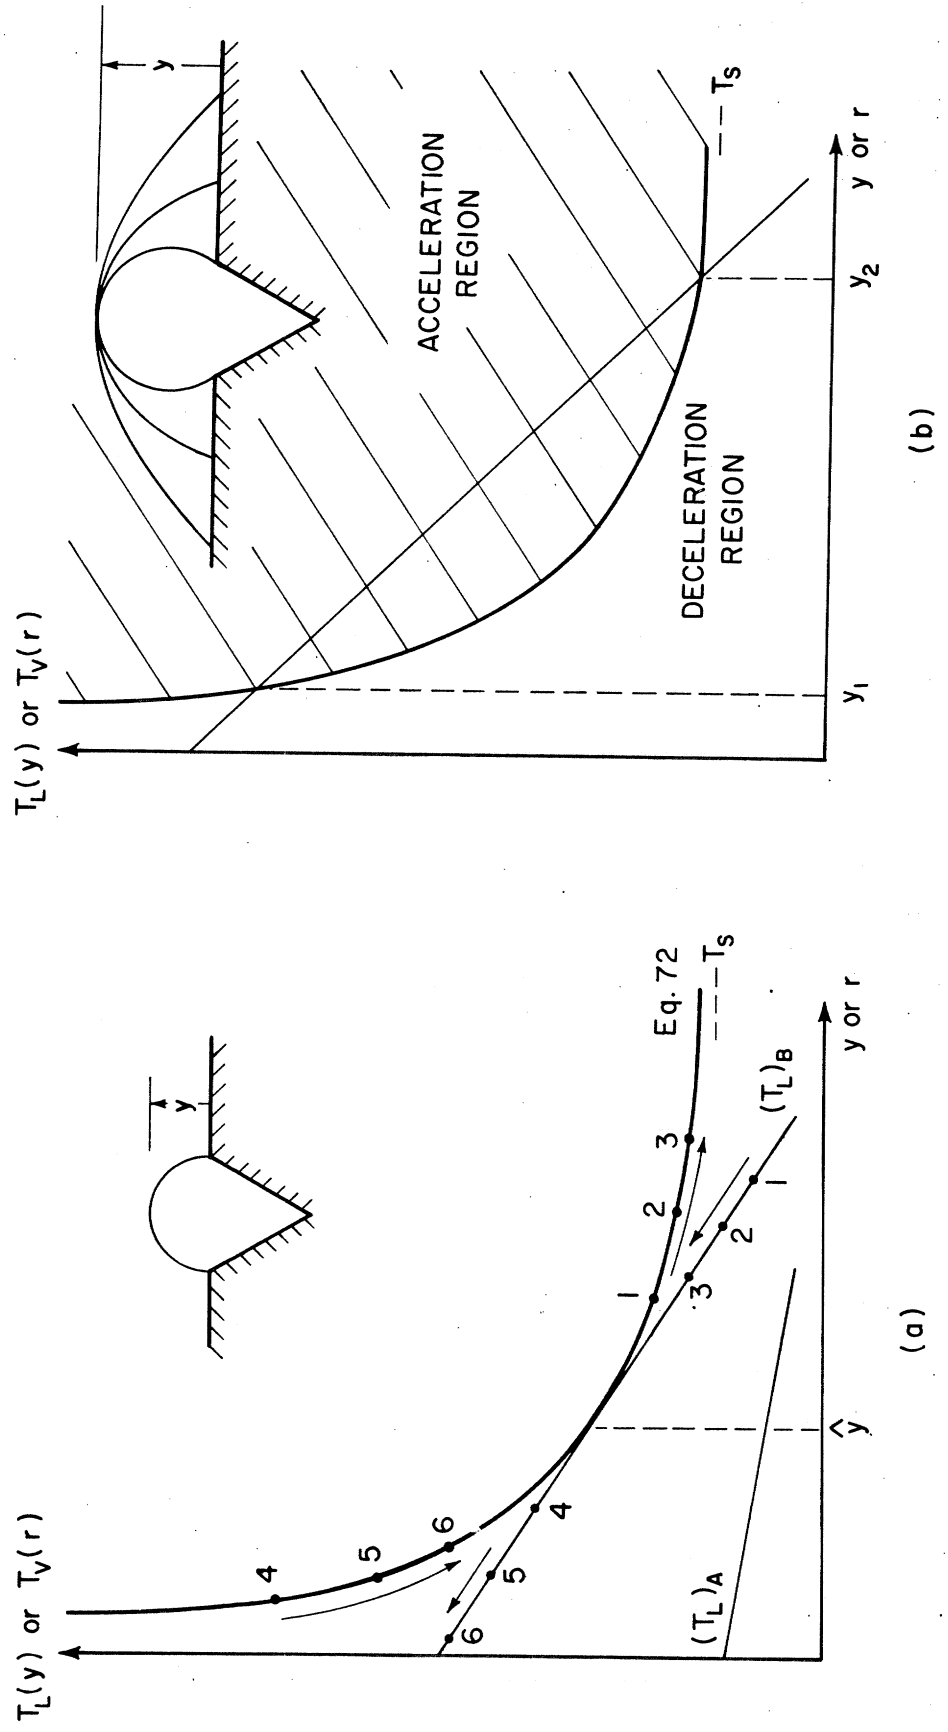 T_L(y) or T_V(r)
4
5
6
6
5
4
(T_L)_A
ŷ
1
2
3
3
2
1
Eq. 72
T_S
(T_L)_B
y or r
y
(a)
T_L(y) or T_V(r)
y
ACCELERATION
REGION
DECELERATION
REGION
T_S
y_1
y_2
y or r
(b)